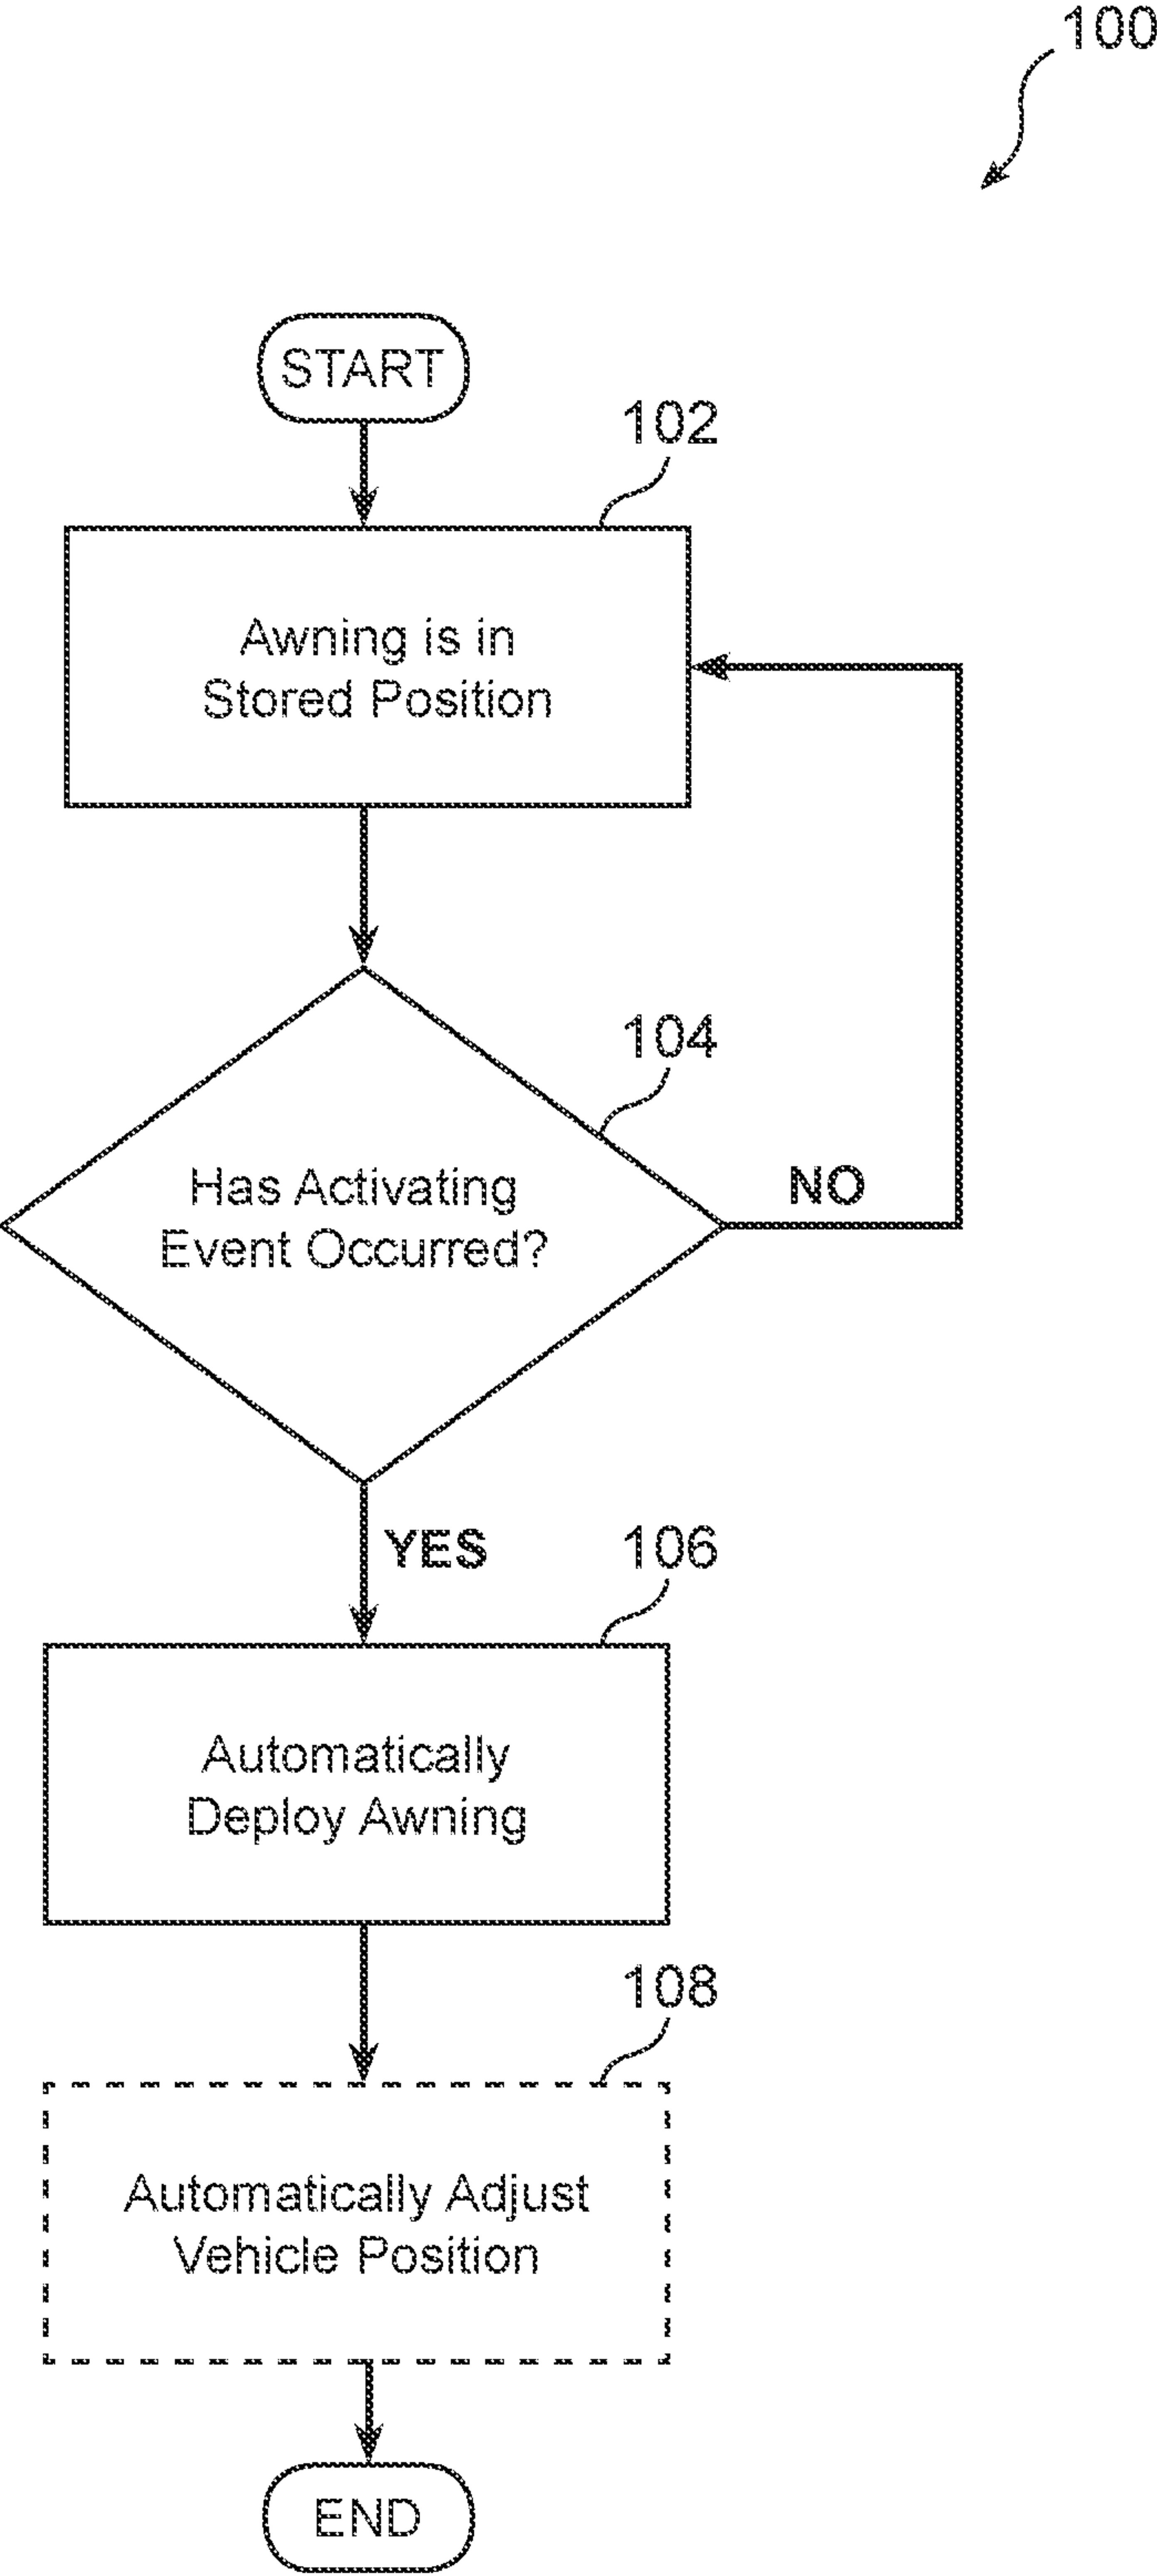 100
START
102
Awning is in
Stored Position
104
Has Activating
Event Occurred?
NO
YES
106
Automatically
Deploy Awning
108
Automatically Adjust
Vehicle Position
END